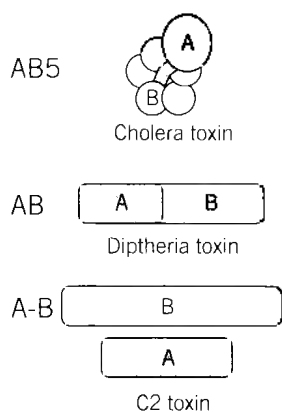 A
AB5
B
Cholera toxin
AB A B
Diptheria toxin
A-B B
A
C2 toxin